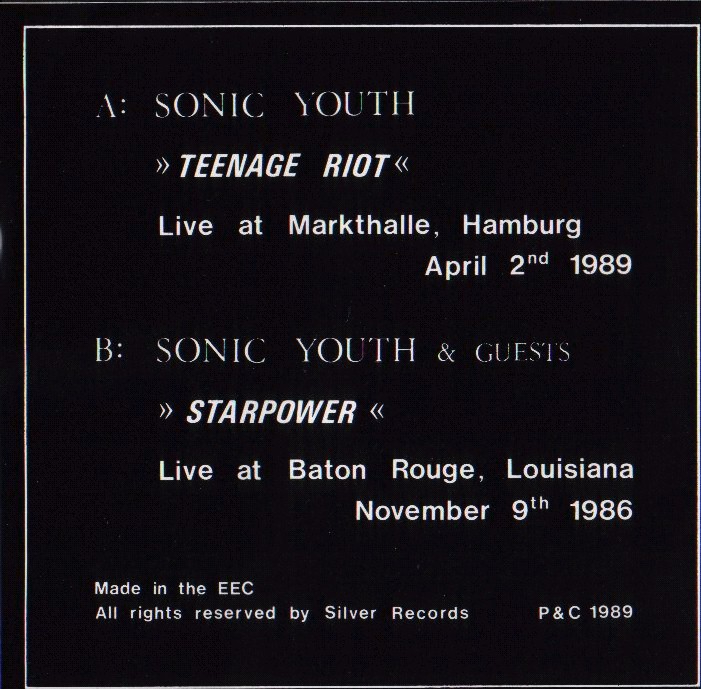 A: SONIC YOUTH
» TEENAGE RIOT «
Live at Markthalle, Hamburg
April 2nd 1989
B: SONIC YOUTH & GUESTS
» STARPOWER «
Live at Baton Rouge, Louisiana
November 9th 1986
Made in the EEC
All rights reserved by Silver Records P & C 1989